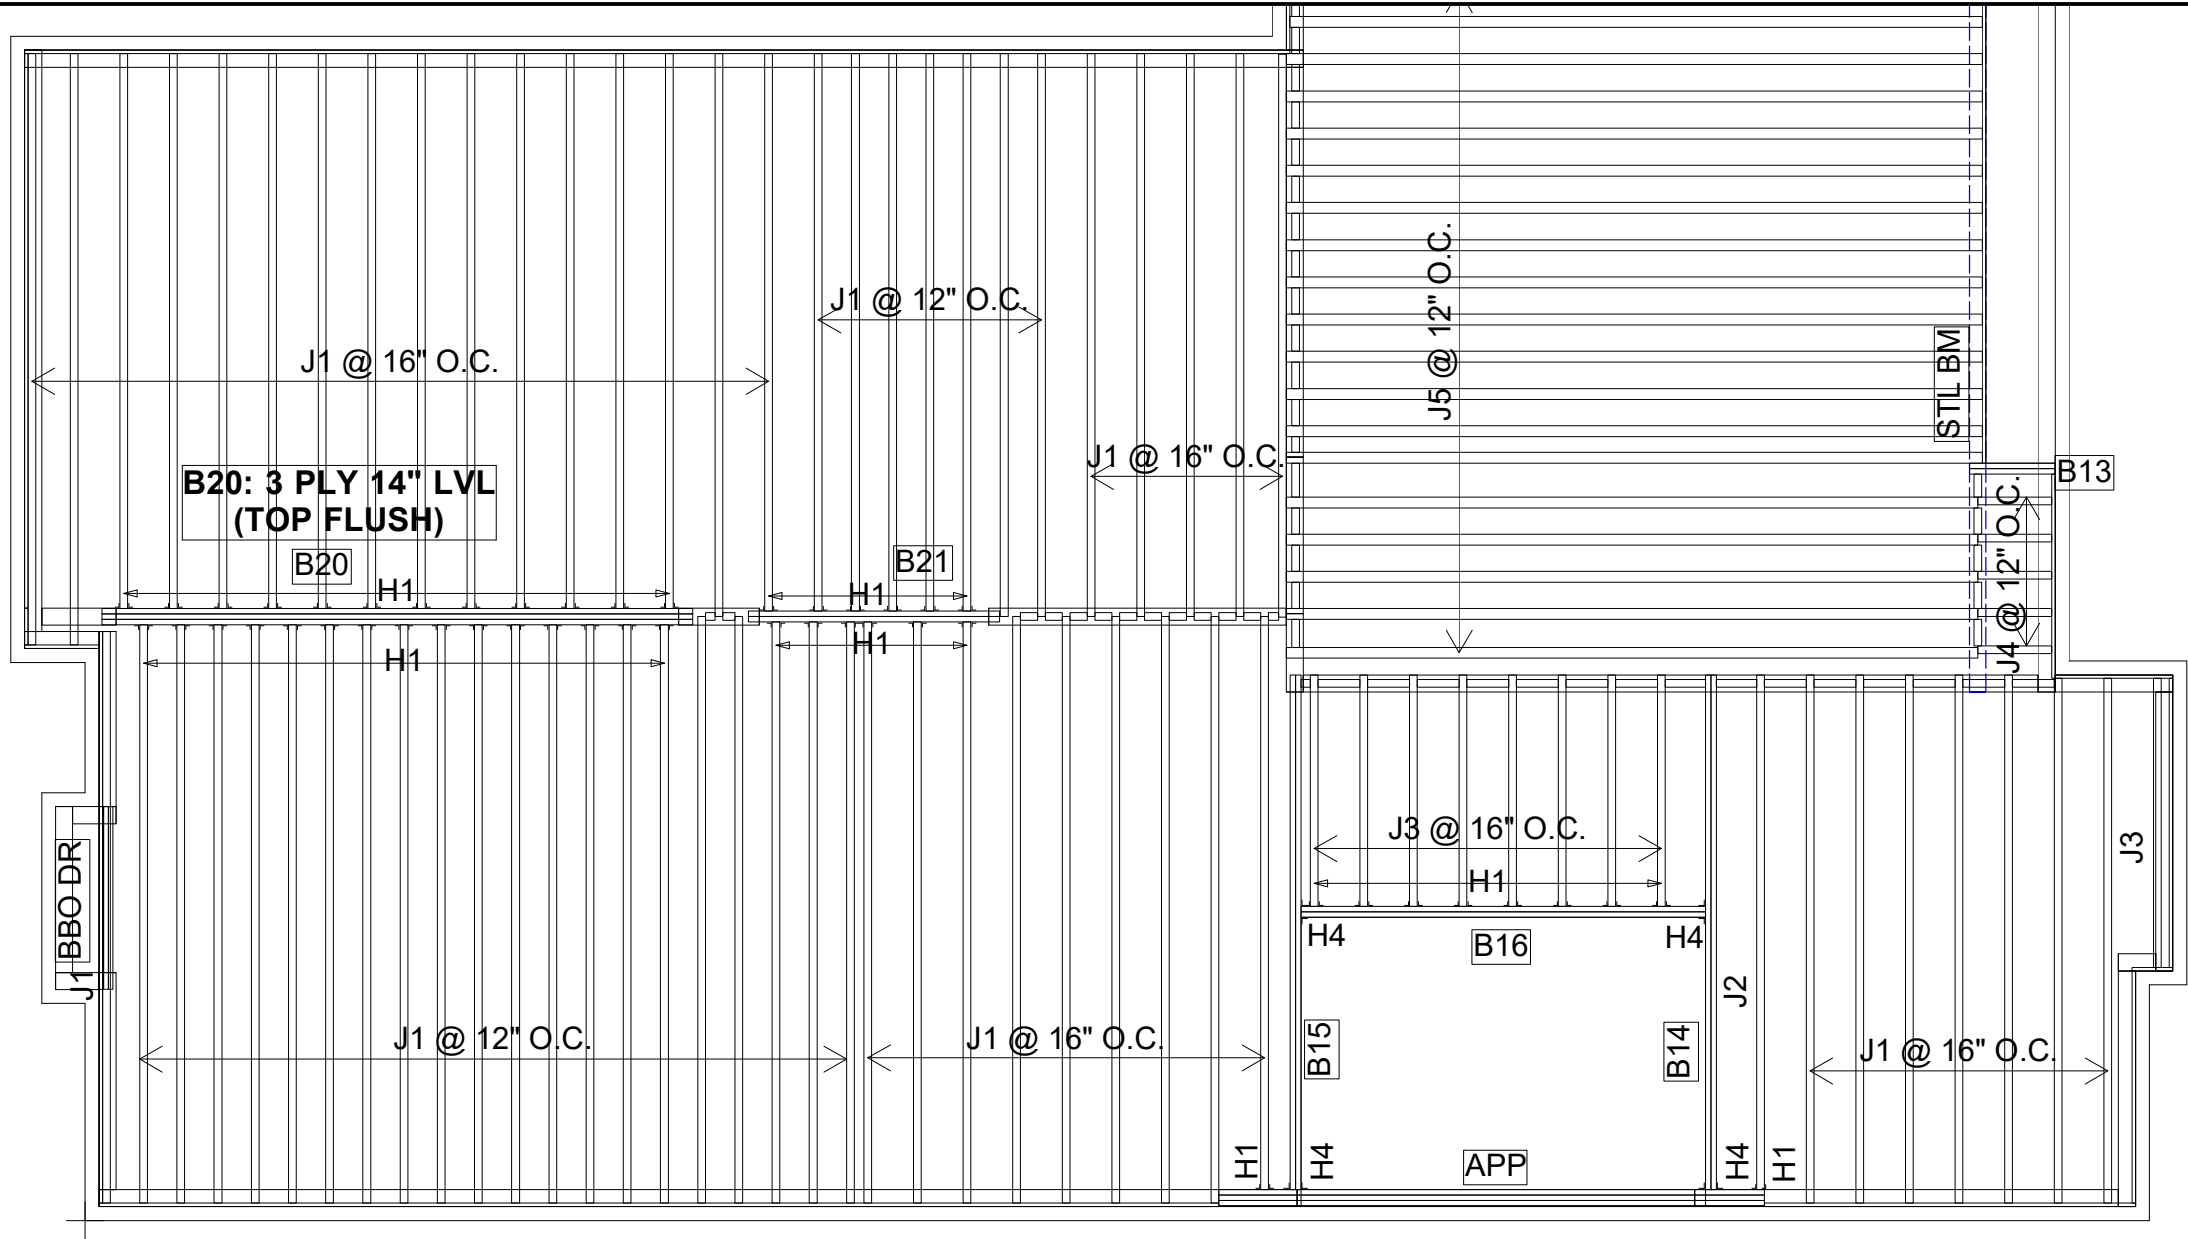 J1 @ 12" O.C.
J1 @ 16" O.C.
J5 @ 12" O.C.
STL BM
J1 @ 16" O.C.
B20: 3 PLY 14" LVL
(TOP FLUSH)
B13
B20
B21
H1
H1
J4 @ 12" O.C.
H1
H1
J3 @ 16" O.C.
J3
H1
BBO DR
J1
H4
B16
H4
J2
J1 @ 12" O.C.
J1 @ 16" O.C.
B15
B14
J1 @ 16" O.C.
H1
H4
APP
H4
H1